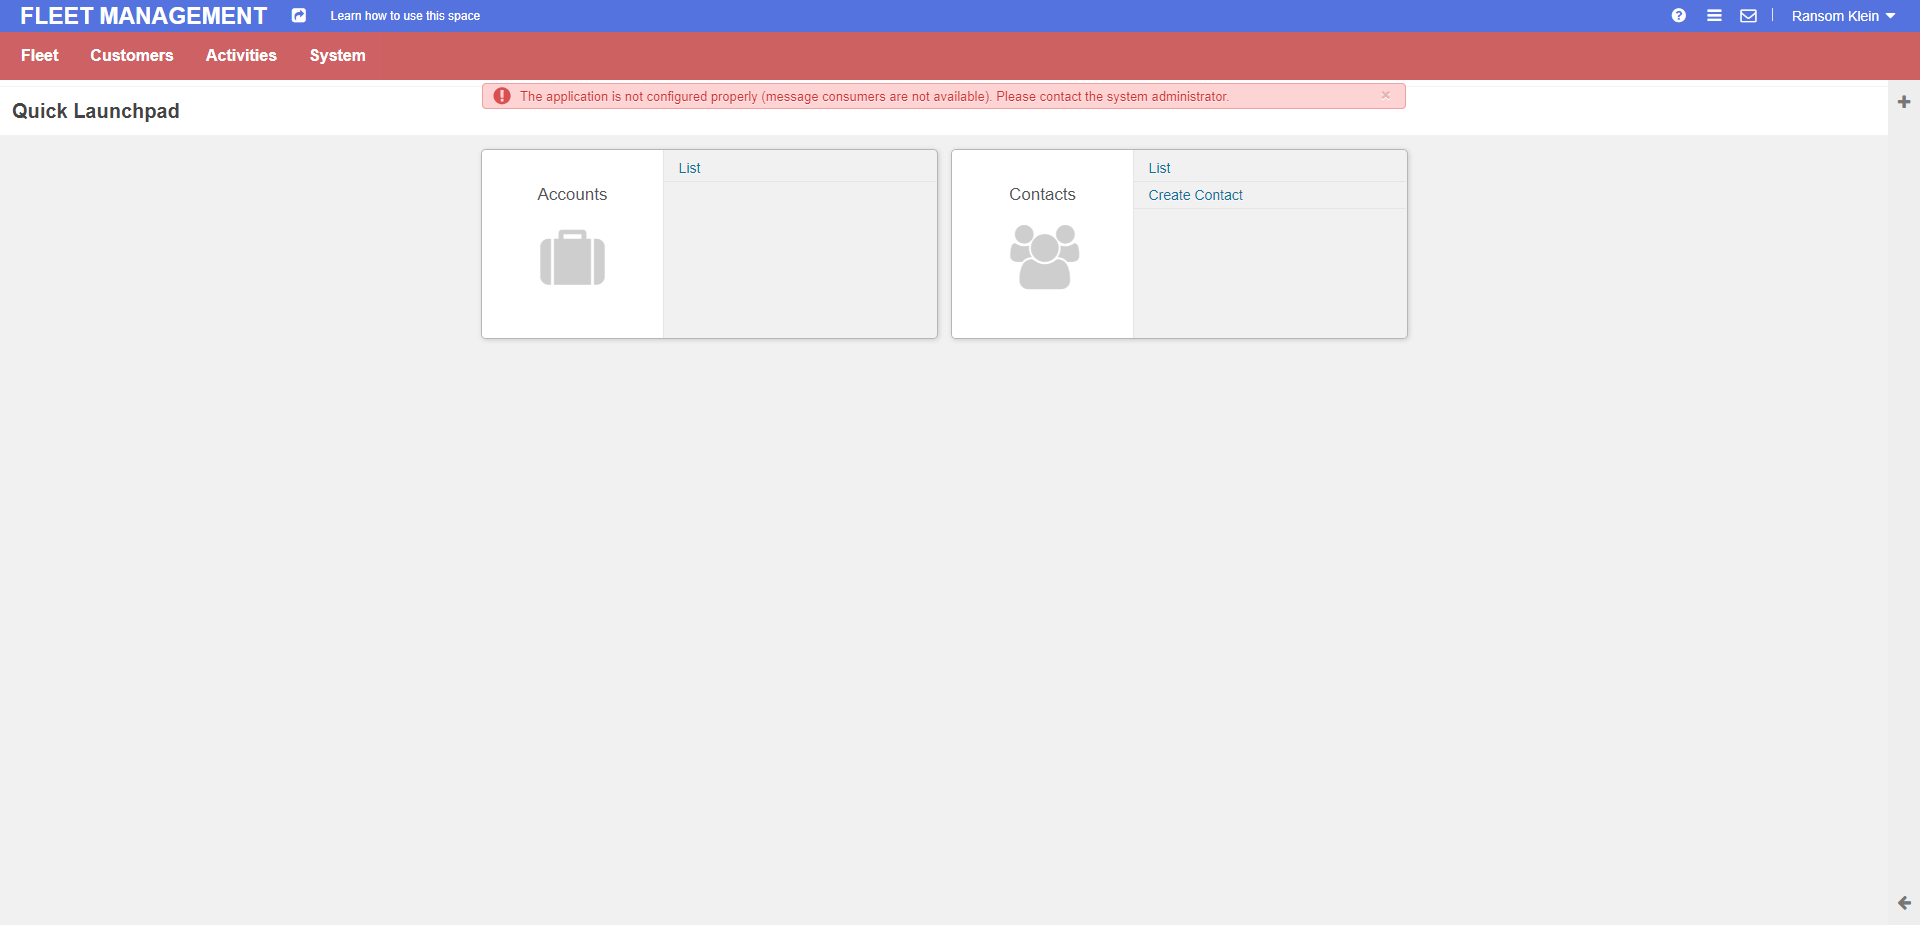 FLEET MANAGEMENT Learn how to use this space Ransom Klein
Fleet Customers Activities System
The application is not configured properly (message consumers are not available). Please contact the system administrator. ×
Quick Launchpad
Accounts
List
Contacts
List
Create Contact